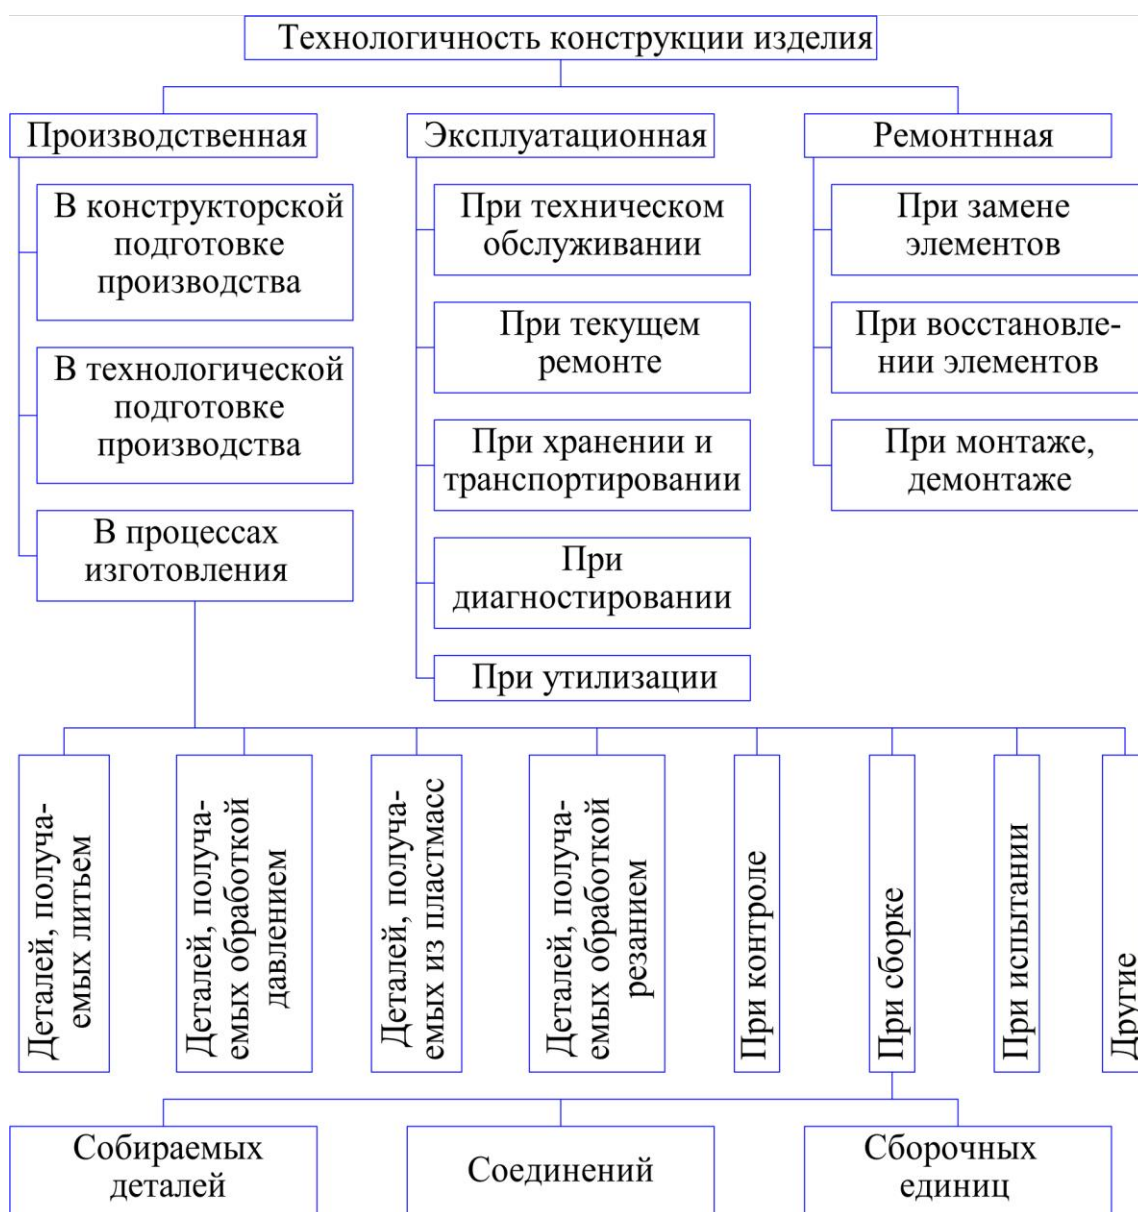 Технологичность конструкции изделия
Производственная
В конструкторской
подготовке
производства
В технологической
подготовке
производства
В процессах
изготовления
Эксплуатационная
При техническом
обслуживании
При текущем
ремонте
При хранении и
транспортировании
При
диагностировании
При утилизации
Ремонтнная
При замене
элементов
При восстановле-
нии элементов
При монтаже,
демонтаже
Деталей, получа-
емых литьем
Деталей, получа-
емых обработкой
давлением
Деталей, получа-
емых из пластмасс
Деталей, получа-
емых обработкой
резанием
При контроле
При сборке
При испытании
Другие
Собираемых
деталей
Соединений
Сборочных
единиц